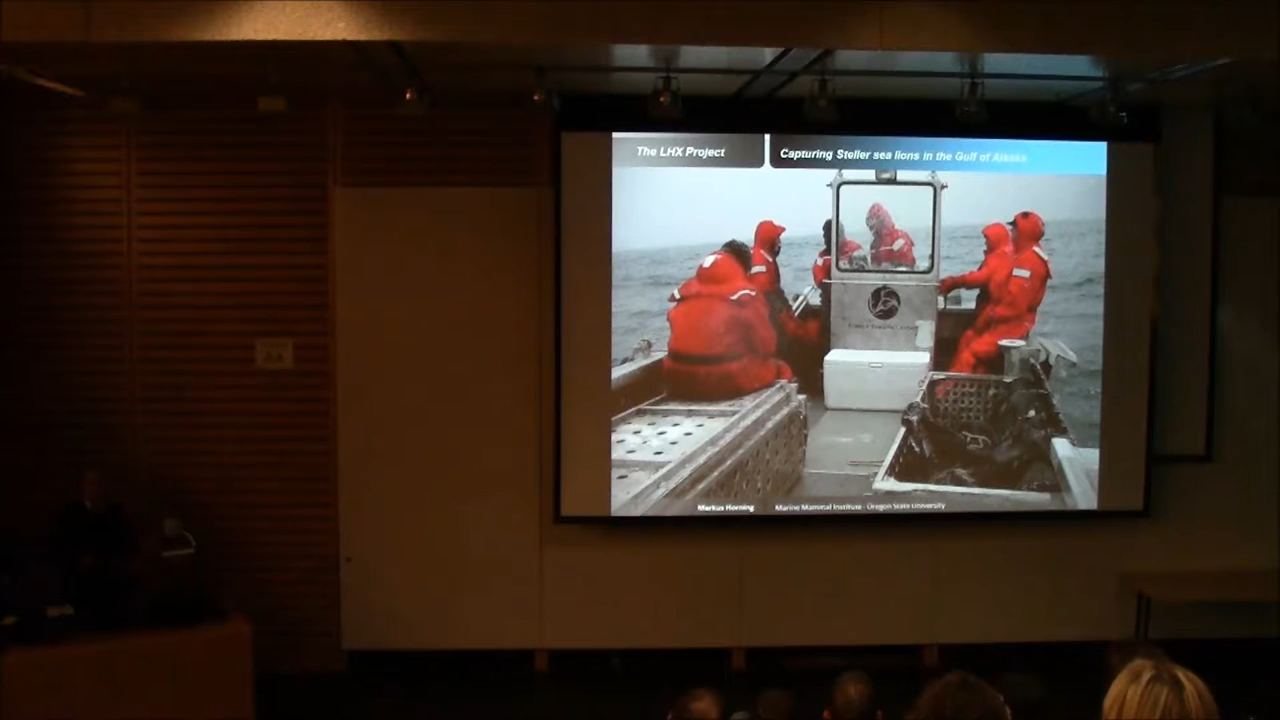 The LHX Project
Capturing Steller sea lions in the Gulf of Alaska
Markus Horning
Marine Mammal Institute - Oregon State University